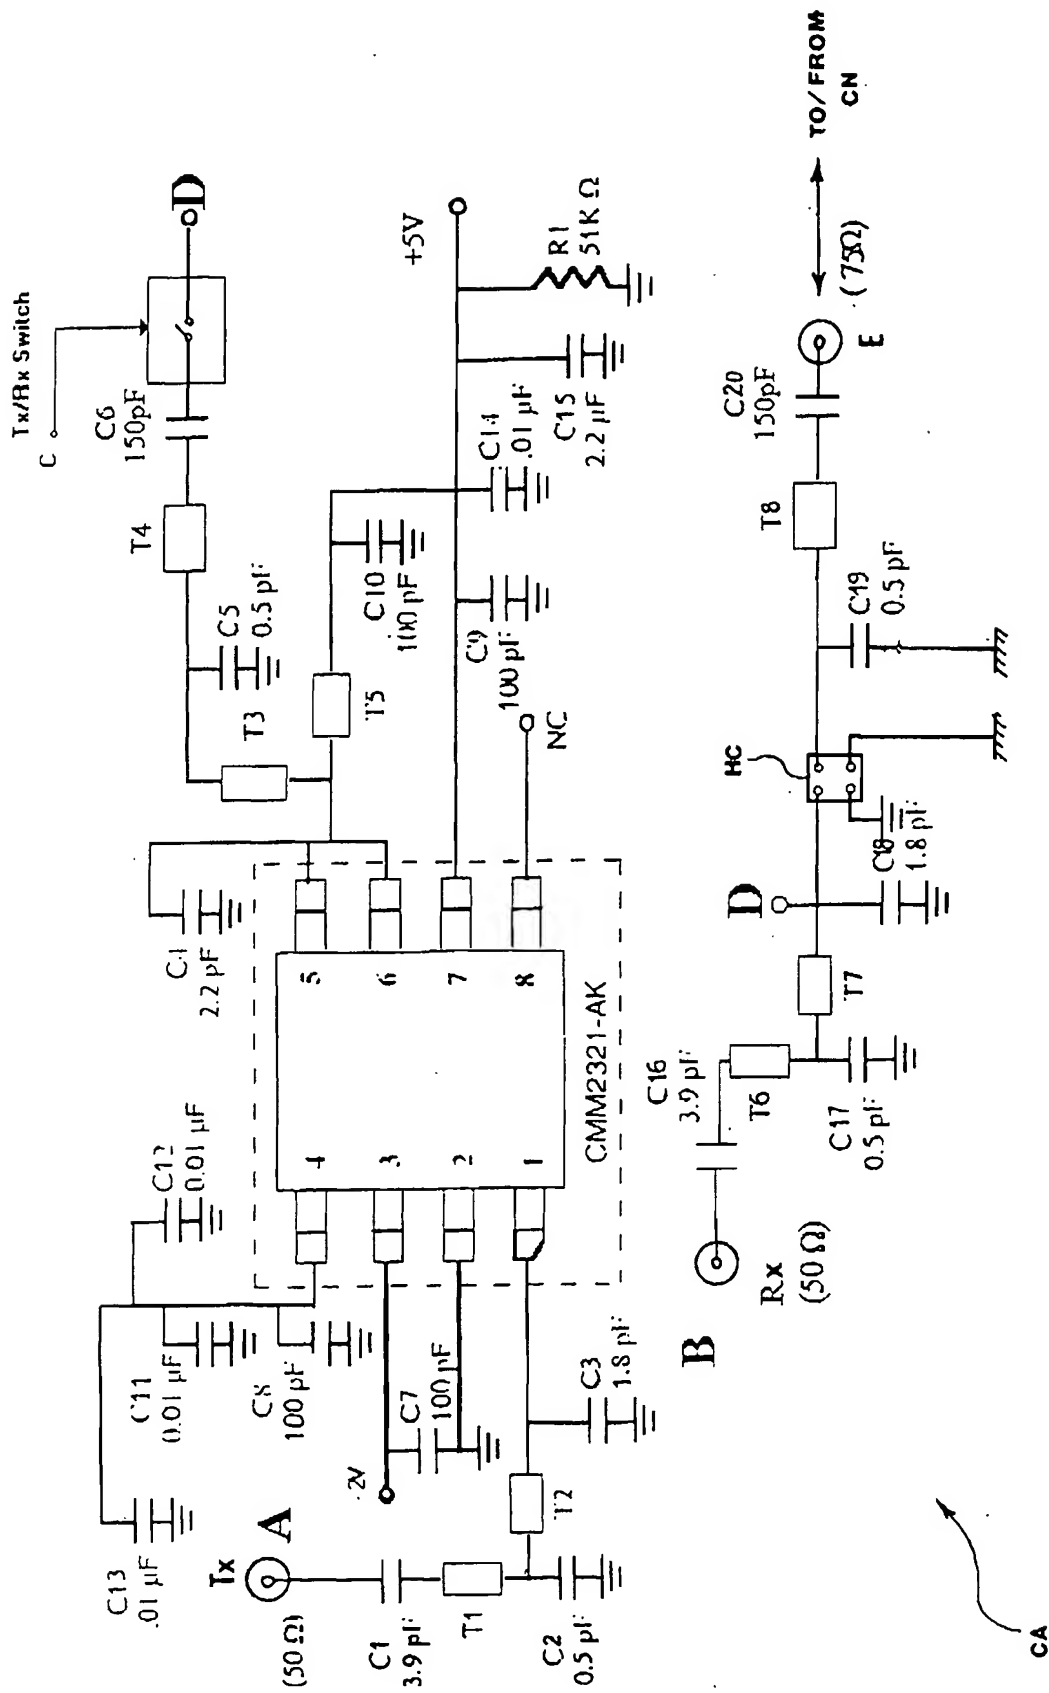 Tx/Rx Switch
C
D
C6
150pF
T4
C5
0.5 pF
T3
T5
C10
100 pF
+5V
R1
51K Ω
C15
2.2 µF
C14
.01 µF
C9
100 pF
NC
C4
2.2 pF
5
6
7
8
4
3
2
1
CMM2321-AK
C12
0.01 µF
C11
0.01 µF
C8
100 pF
C13
.01 µF
C7
100 pF
2V
Tx
A
(50 Ω)
C1
3.9 pF
T1
C2
0.5 pF
T2
C3
1.8 pF
B
Rx
(50 Ω)
C16
3.9 pF
T6
C17
0.5 pF
T7
D
C18
1.8 pF
HC
C19
0.5 pF
T8
C20
150pF
E
(75Ω)
TO/FROM
CN
CA